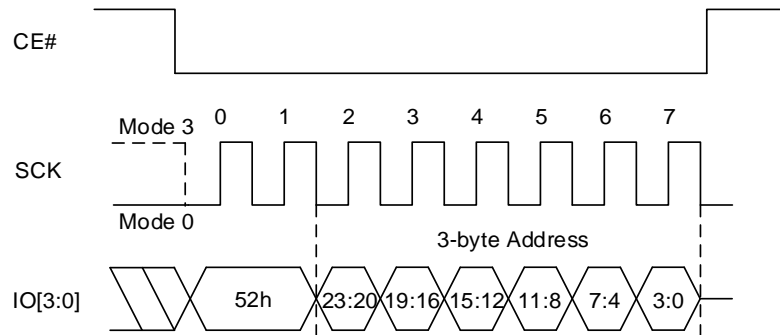 CE#
Mode 3 0 1 2 3 4 5 6 7
SCK
Mode 0
3-byte Address
IO[3:0] 52h 23:20 19:16 15:12 11:8 7:4 3:0